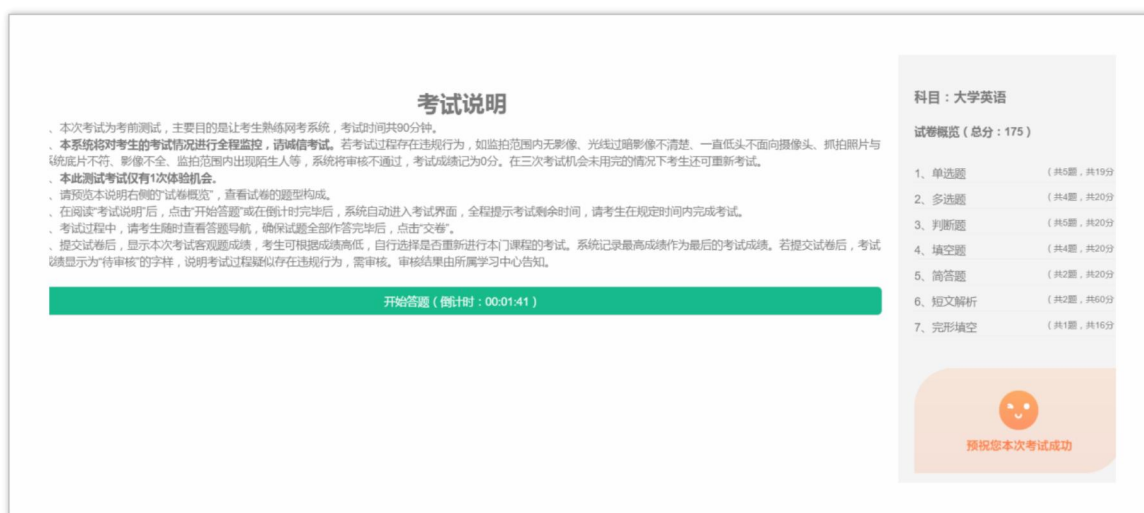 考试说明
、本次考试为考前测试，主要目的是让考生熟练网考系统，考试时间共90分钟。
、本系统将对考生的考试情况进行全程监控，请诚信考试。若考试过程存在违规行为，如监拍范围内无影像、光线过暗影像不清楚、一直低头不面向摄像头、抓拍照片与
系统底片不符、影像不全、监拍范围内出现陌生人等，系统将审核不通过，考试成绩记为0分。在三次考试机会未用完的情况下考生还可重新考试。
、本此测试考试仅有1次体验机会。
、请预览本说明右侧的“试卷概览”，查看试卷的题型构成。
、在阅读“考试说明”后，点击“开始答题”或在倒计时完毕后，系统自动进入考试界面，全程提示考试剩余时间，请考生在规定时间内完成考试。
、考试过程中，请考生随时查看答题导航，确保试题全部作答完毕后，点击“交卷”。
、提交试卷后，显示本次考试客观题成绩，考生可根据成绩高低，自行选择是否重新进行本门课程的考试。系统记录最高成绩作为最后的考试成绩。若提交试卷后，考试
成绩显示为“待审核”的字样，说明考试过程疑似存在违规行为，需审核。审核结果由所属学习中心告知。
开始答题（倒计时：00:01:41）
科目：大学英语
试卷概览（总分：175）
1、单选题 （共5题，共19分
2、多选题 （共4题，共20分
3、判断题 （共5题，共20分
4、填空题 （共4题，共20分
5、简答题 （共2题，共20分
6、短文解析 （共2题，共60分
7、完形填空 （共1题，共16分
预祝您本次考试成功